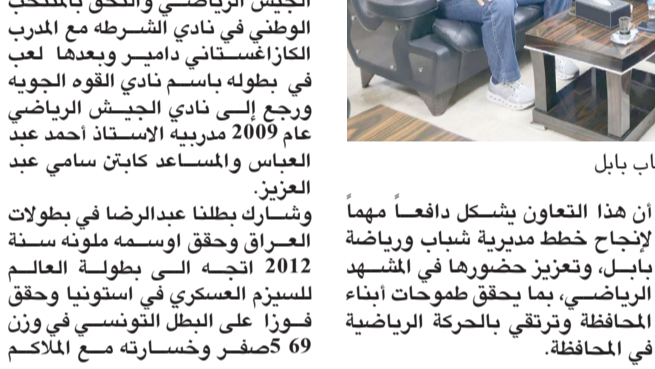 اب بابل
أن هذا التعاون يشكل دافعاً مهماً
لإنجاح خطط مديرية شباب ورياضة
بابل، وتعزيز حضورها في المشهد
الرياضي، بما يحقق طموحات أبناء
المحافظة وترتقي بالحركة الرياضية
في المحافظة.
الجيش الرياضي والتحق بالمنتخب
الوطني في نادي الشرطه مع المدرب
الكازاغستاني دامير وبعدها لعب
في بطوله باسم نادي القوه الجويه
ورجع إلى نادي الجيش الرياضي
عام 2009 مدربيه الاستاذ أحمد عبد
العباس والمساعد كابتن سامي عبد
العزيز.
وشارك بطلنا عبدالرضا في بطولات
العراق وحقق اوسمه ملونه سنة
2012 اتجه الى بطولة العالم
للسيزم العسكري في استونيا وحقق
فوزا على البطل التونسي في وزن
69 5صفر وخسارته مع الملاكم